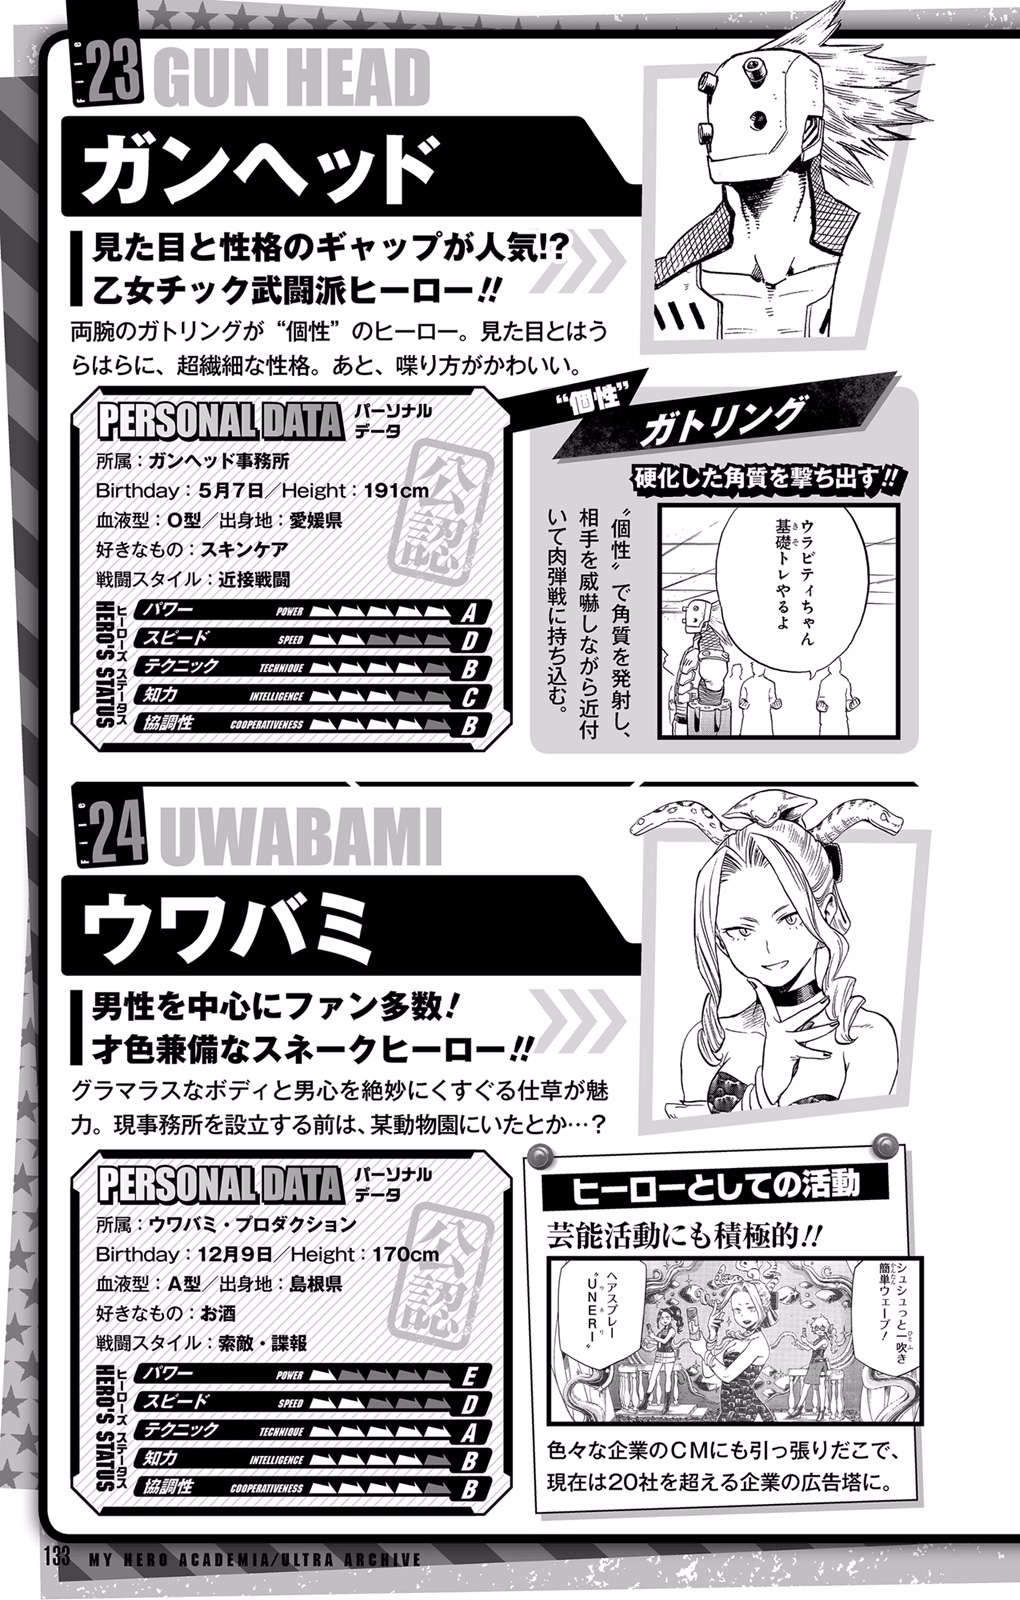 File 23
GUN HEAD
ガンヘッド
見た目と性格のギャップが人気!?
乙女チック武闘派ヒーロー!!
両腕のガトリングが“個性”のヒーロー。見た目とはう
らはらに、超繊細な性格。あと、喋り方がかわいい。
PERSONAL DATA パーソナル
データ
公認
所属：ガンヘッド事務所
Birthday：5月7日／Height：191cm
血液型：O型／出身地：愛媛県
好きなもの：スキンケア
戦闘スタイル：近接戦闘
ヒーローズ ステータス
HERO'S STATUS
パワー POWER A
スピード SPEED D
テクニック TECHNIQUE B
知力 INTELLIGENCE C
協調性 COOPERATIVENESS B
“個性”
ガトリング
硬化した角質を撃ち出す!!
〝個性〟で角質を発射し、
相手を威嚇しながら近付
いて肉弾戦に持ち込む。
ウラビティちゃん
基礎トレやるよ
きそ
File 24
UWABAMI
ウワバミ
男性を中心にファン多数!
才色兼備なスネークヒーロー!!
グラマラスなボディと男心を絶妙にくすぐる仕草が魅
力。現事務所を設立する前は、某動物園にいたとか…？
PERSONAL DATA パーソナル
データ
公認
所属：ウワバミ・プロダクション
Birthday：12月9日／Height：170cm
血液型：A型／出身地：島根県
好きなもの：お酒
戦闘スタイル：索敵・諜報
ヒーローズ ステータス
HERO'S STATUS
パワー POWER E
スピード SPEED D
テクニック TECHNIQUE A
知力 INTELLIGENCE B
協調性 COOPERATIVENESS B
ヒーローとしての活動
芸能活動にも積極的!!
シュシュっと一吹き
ひとふ
簡単ウェーブ！
かんたん
ヘアスプレー
〝UNERI〟
うねり
色々な企業のCMにも引っ張りだこで、
現在は20社を超える企業の広告塔に。
133 MY HERO ACADEMIA/ULTRA ARCHIVE